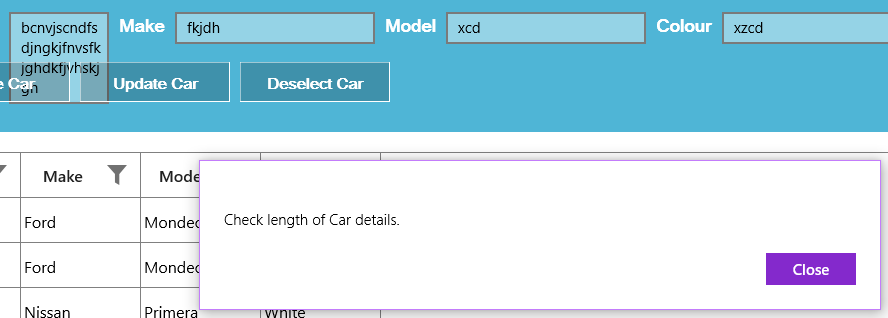 bcnvjscndfs
djngkjfnvsfk
jghdkfjvhskj
gh
Make
fkjdh
Model
xcd
Colour
xzcd
e Car
Update Car
Deselect Car
Make
Mode
Ford
Mondeo
Ford
Mondeo
Nissan
Primera
White
Check length of Car details.
Close